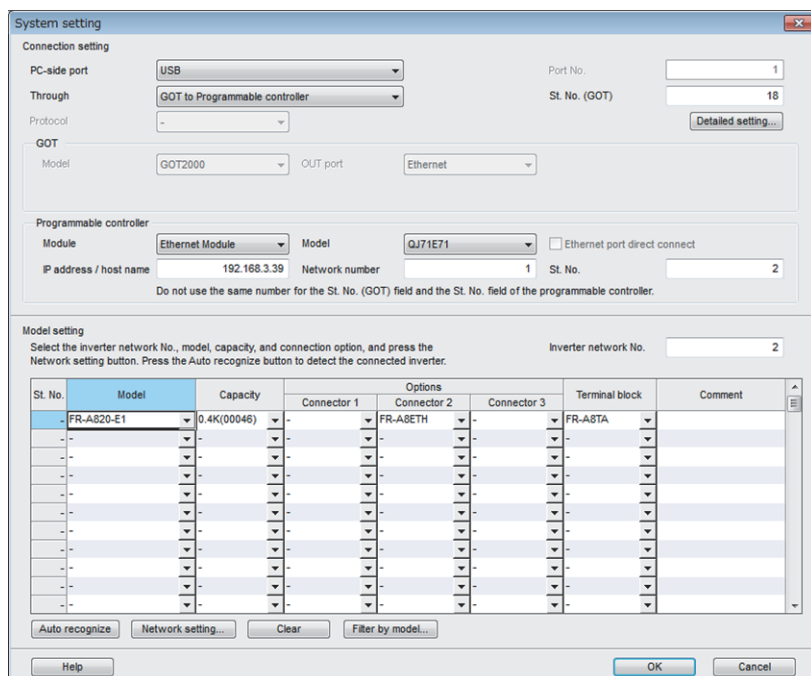 System setting
Connection setting
PC-side port USB Port No. 1
Through GOT to Programmable controller St. No. (GOT) 18
Protocol - Detailed setting...
GOT
Model GOT2000 OUT port Ethernet
Programmable controller
Module Ethernet Module Model QJ71E71 Ethernet port direct connect
IP address / host name 192.168.3.39 Network number 1 St. No. 2
Do not use the same number for the St. No. (GOT) field and the St. No. field of the programmable controller.
Model setting
Select the inverter network No., model, capacity, and connection option, and press the
Network setting button. Press the Auto recognize button to detect the connected inverter.
Inverter network No. 2
St. No. Model Capacity Options Terminal block Comment
Connector 1 Connector 2 Connector 3
- FR-A820-E1 0.4K(00046) - FR-A8ETH - FR-A8TA
- - - - - - -
- - - - - - -
- - - - - - -
- - - - - - -
- - - - - - -
- - - - - - -
- - - - - - -
- - - - - - -
- - - - - - -
- - - - - - -
Auto recognize Network setting... Clear Filter by model...
Help OK Cancel